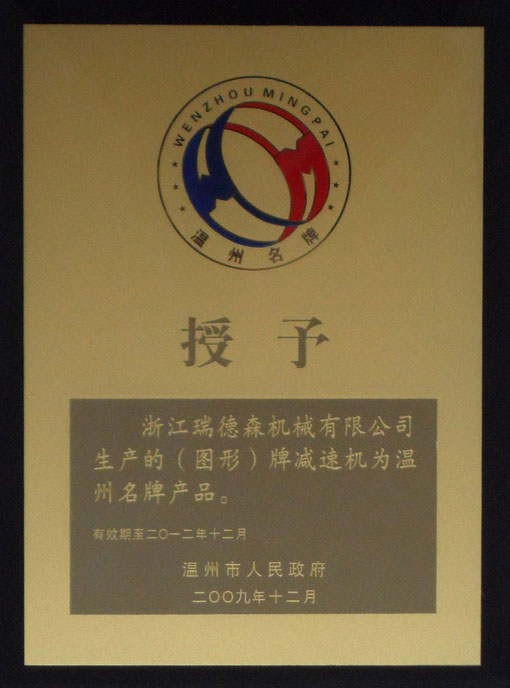 WENZHOU MINGPAI
温州名牌
授予
浙江瑞德森机械有限公司
生产的（图形）牌减速机为温
州名牌产品。
有效期至二〇一二年十二月
温州市人民政府
二〇〇九年十二月